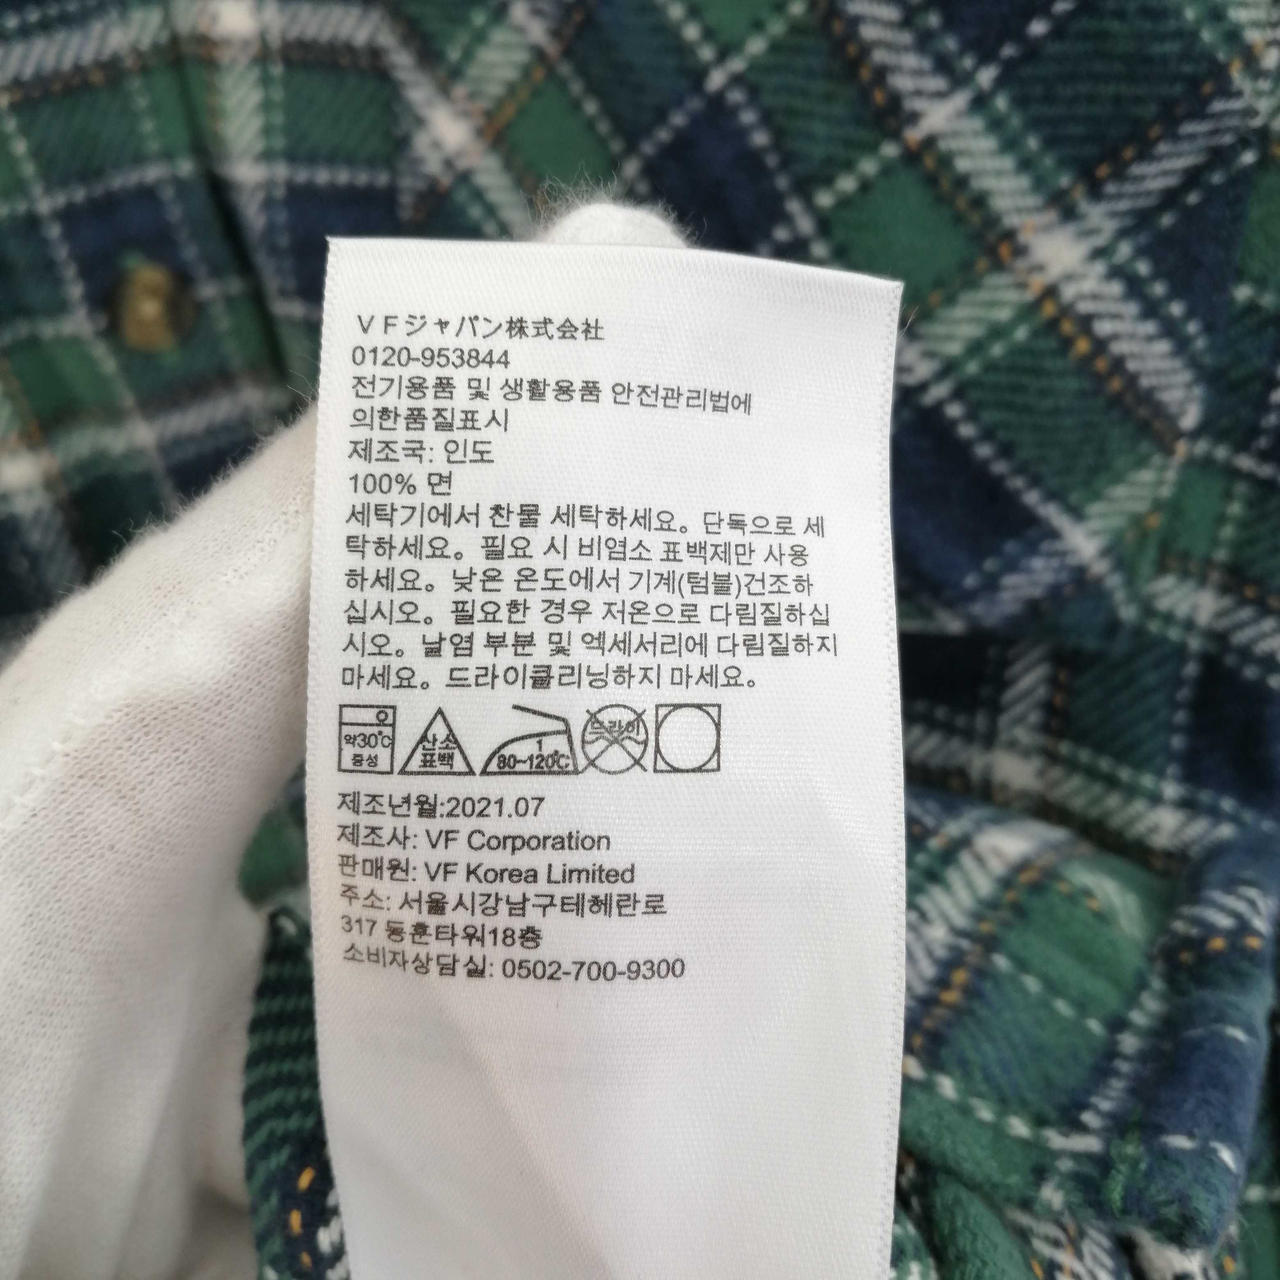 ＶＦジャパン株式会社
0120-953844
전기용품 및 생활용품 안전관리법에
의한품질표시
제조국: 인도
100% 면
세탁기에서 찬물 세탁하세요。단독으로 세
탁하세요。필요 시 비염소 표백제만 사용
하세요。낮은 온도에서 기계(텀블)건조하
십시오。필요한 경우 저온으로 다림질하십
시오。날염 부분 및 엑세서리에 다림질하지
마세요。드라이클리닝하지 마세요。
약30℃ 중성
산소 표백
1 80~120℃
드라이
제조년월:2021.07
제조사: VF Corporation
판매원: VF Korea Limited
주소: 서울시강남구테헤란로
317 동훈타워18층
소비자상담실: 0502-700-9300